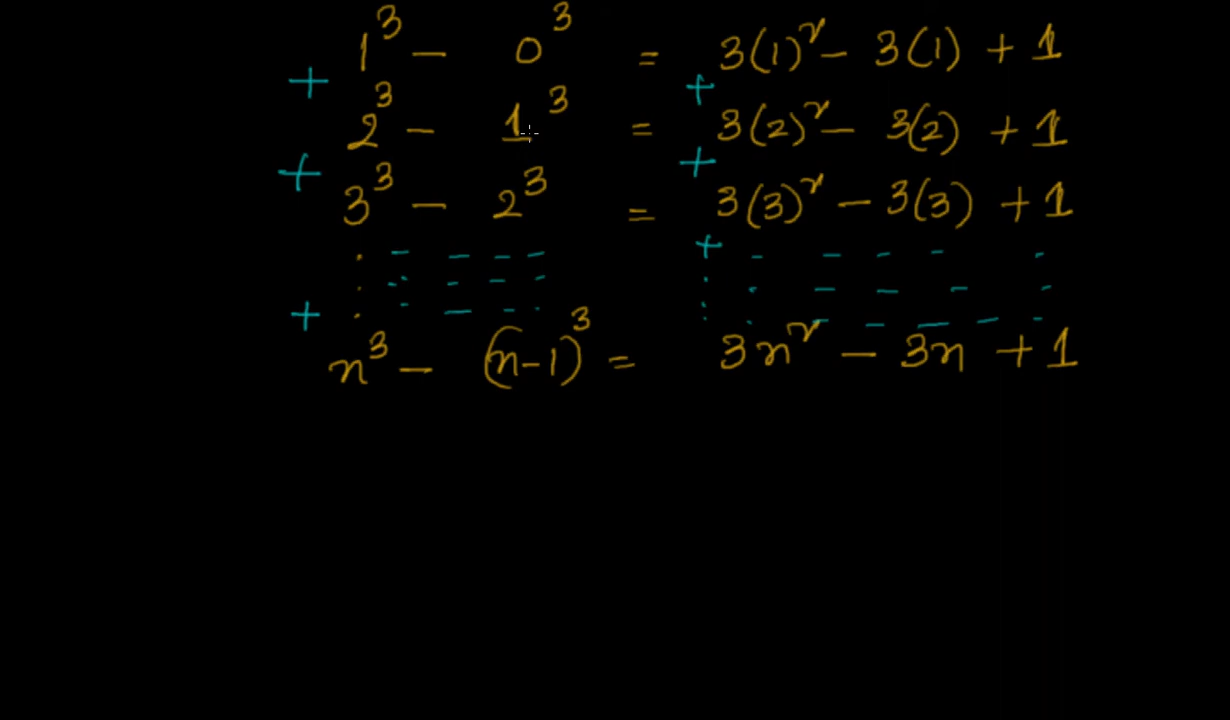 1³ - 0³ = 3(1)² - 3(1) + 1
+ +
2³ - 1³ = 3(2)² - 3(2) + 1
+ +
3³ - 2³ = 3(3)² - 3(3) + 1
+
+
n³ - (n-1)³ = 3n² - 3n + 1